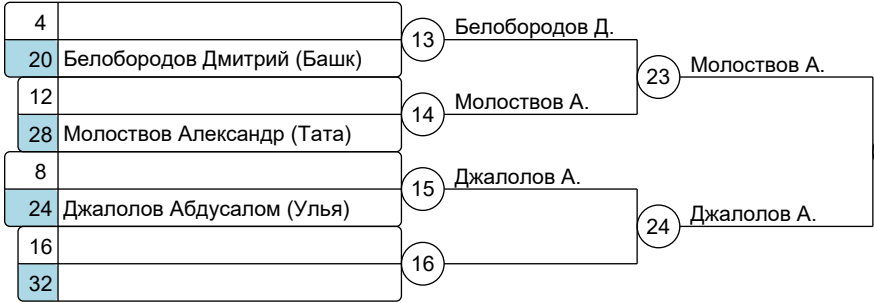 4
13 Белобородов Д.
20 Белобородов Дмитрий (Башк)
23 Молоствов А.
12
14 Молоствов А.
28 Молоствов Александр (Тата)
8
15 Джалолов А.
24 Джалолов Абдусалом (Улья)
24 Джалолов А.
16
16
32